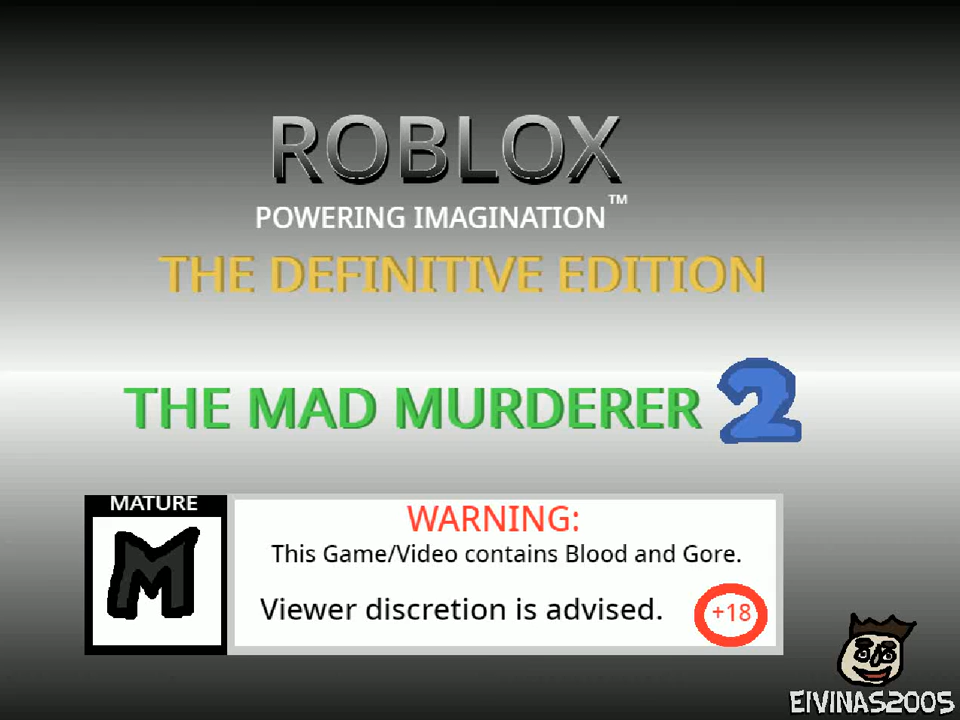 ROBLOX
POWERING IMAGINATION™
THE DEFINITIVE EDITION
THE MAD MURDERER 2
MATURE
M
WARNING:
This Game/Video contains Blood and Gore.
Viewer discretion is advised.
+18
EIVINAS2005